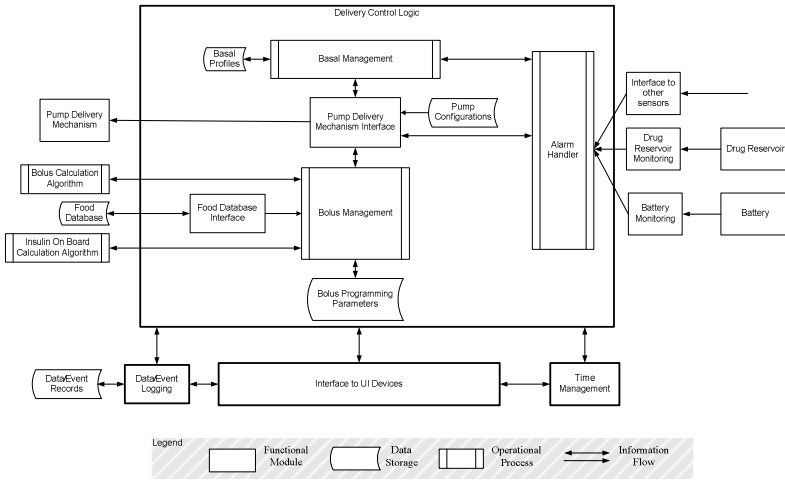 Delivery Control Logic
Basal
Profiles
Basal Management
Pump Delivery
Mechanism
Pump Delivery
Mechanism Interface
Pump
Configurations
Alarm
Handler
Interface to
other
sensors
Drug
Reservoir
Monitoring
Drug Reservoir
Battery
Monitoring
Battery
Bolus Calculation
Algorithm
Food
Database
Food Database
Interface
Bolus Management
Insulin On Board
Calculation Algorithm
Bolus Programming
Parameters
Data/Event
Records
Data/Event
Logging
Interface to UI Devices
Time
Management
Legend
Functional
Module
Data
Storage
Operational
Process
Information
Flow